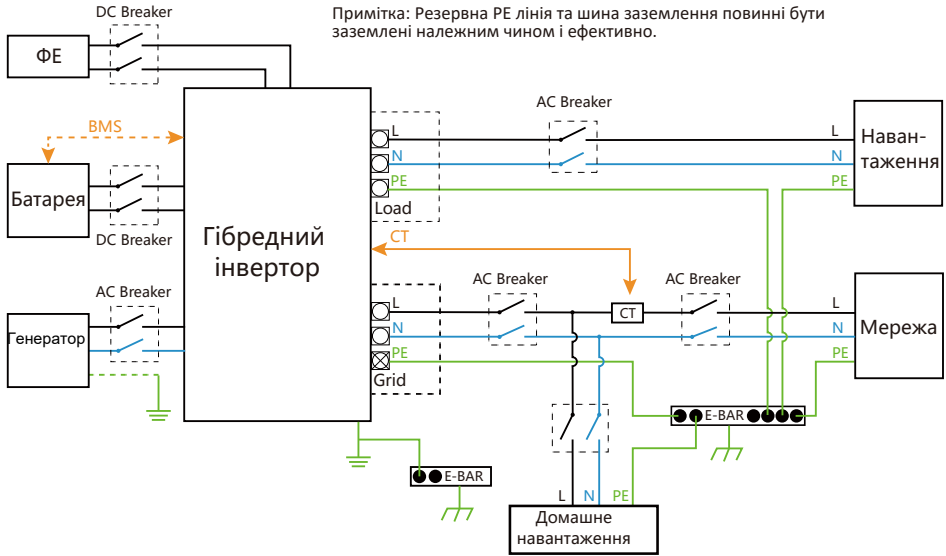 DC Breaker
Примітка: Резервна PE лінія та шина заземлення повинні бути
заземлені належним чином і ефективно.
ФЕ
AC Breaker
BMS
L
L
Наван-
таження
N
N
PE
PE
Батарея
Load
DC Breaker
Гібредний
інвертор
CT
AC Breaker
AC Breaker
AC Breaker
L
CT
L
Генератор
N
N
Мережа
PE
PE
Grid
E-BAR
E-BAR
L
N
PE
Домашне
навантаження